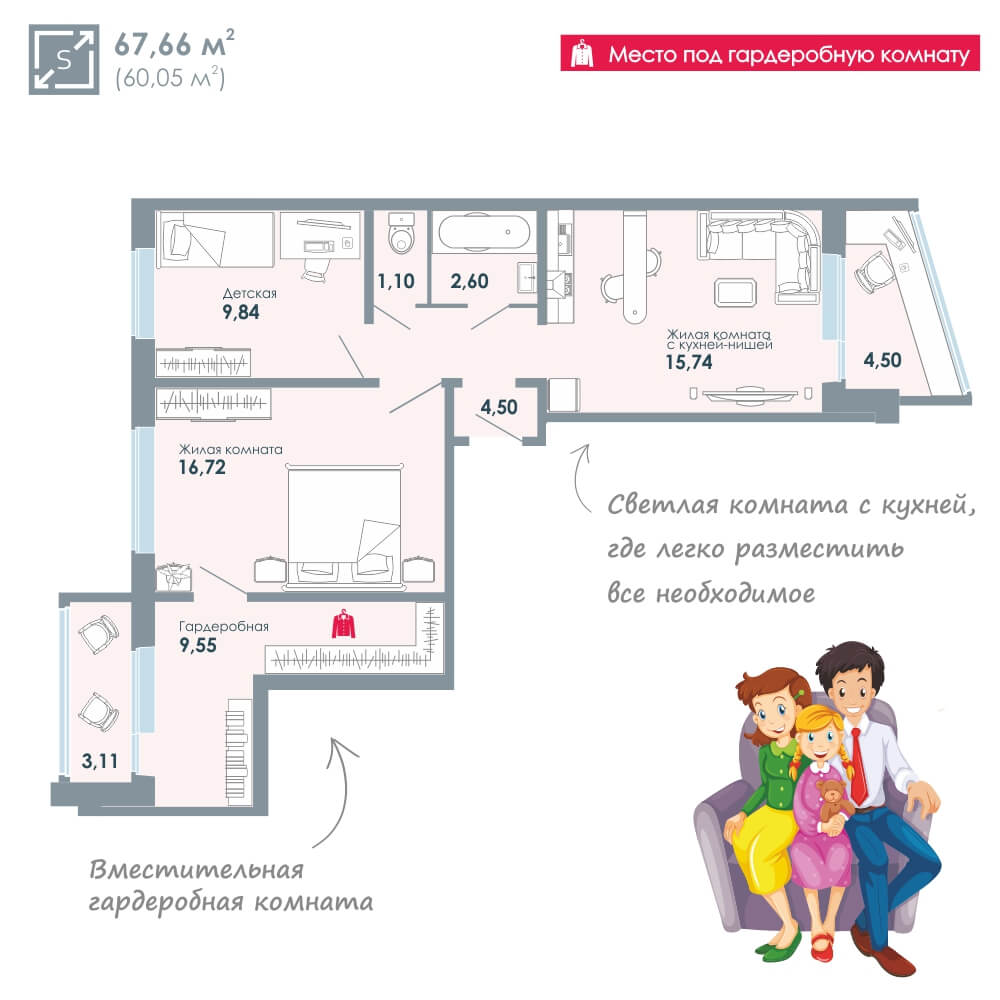 S
67,66 м²
(60,05 м²)
Место под гардеробную комнату
Детская
9,84
1,10
2,60
Жилая комната
с кухней-нишей
15,74
4,50
4,50
Жилая комната
16,72
Светлая комната с кухней,
где легко разместить
все необходимое
Гардеробная
9,55
3,11
Вместительная
гардеробная комната